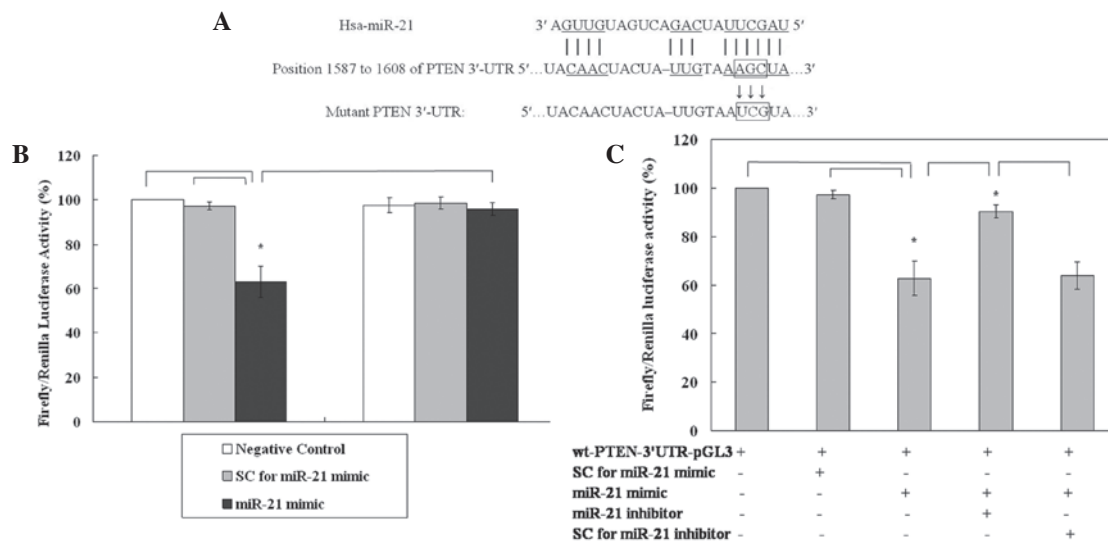 A
Hsa-miR-21 3′ AGUUGUAGUCAGACUAUUCGAU 5′
Position 1587 to 1608 of PTEN 3′-UTR 5′...UACAACUACUA–UUGUAAAGCUA...3′
Mutant PTEN 3′-UTR: 5′...UACAACUACUA–UUGUAAUCGUA...3′
B
Firefly/Renilla Luciferase Activity (%)
120
100
80
60
40
20
0
*
Negative Control
SC for miR-21 mimic
miR-21 mimic
C
Firefly/Renilla luciferase activity (%)
120
100
80
60
40
20
0
*
*
wt-PTEN-3'UTR-pGL3 + + + + +
SC for miR-21 mimic - + - - -
miR-21 mimic - - + + +
miR-21 inhibitor - - - + -
SC for miR-21 inhibitor - - - - +